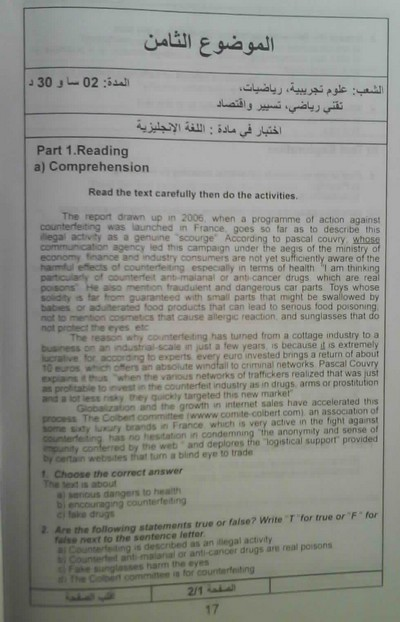 الموضوع الثامن
الشعب: علوم تجريبية، رياضيات،
تقني رياضي، تسيير واقتصاد
المدة: 02 سا و 30 د
اختبار في مادة : اللغة الإنجليزية
Part 1.Reading
a) Comprehension
Read the text carefully then do the activities.
The report drawn up in 2006, when a programme of action against
counterfeiting was launched in France, goes so far as to describe this
illegal activity as a genuine "scourge" According to pascal couvry, whose
communication agency led this campaign under the aegis of the ministry of
economy, finance and industry consumers are not yet sufficiently aware of the
harmful effects of counterfeiting, especially in terms of health. "I am thinking
particularly of counterfeit anti-malarial or anti-cancer drugs, which are real
poisons". He also mention fraudulent and dangerous car parts. Toys whose
solidity is far from guaranteed with small parts that might be swallowed by
babies, or adulterated food products that can lead to serious food poisoning,
not to mention cosmetics that cause allergic reaction, and sunglasses that do
not protect the eyes, etc.
The reason why counterfeiting has turned from a cottage industry to a
business on an industrial-scale in just a few years, is because it is extremely
lucrative, for, according to experts, every euro invested brings a return of about
10 euros, which offers an absolute windfall to criminal networks. Pascal Couvry
explains it thus, "when the various networks of traffickers realized that was just
as profitable to invest in the counterfeit industry as in drugs, arms or prostitution
and a lot less risky, they quickly targeted this new market"
Globalization and the growth in internet sales have accelerated this
process. The Colbert committee (wwww.comite-colbert.com), an association of
some sixty luxury brands in France, which is very active in the fight against
counterfeiting, has no hesitation in condemning "the anonymity and sense of
impunity conferred by the web " and deplores the "logistical support" provided
by certain websites that turn a blind eye to trade
1. Choose the correct answer
The text is about
a) serious dangers to health
b) encouraging counterfeiting
c) fake drugs
2. Are the following statements true or false? Write "T"for true or "F " for
false next to the sentence letter.
a) Counterfeiting is described as an illegal activity
b) Counterfeit anti-malarial or anti-cancer drugs are real poisons
c) Fake sunglasses harm the eyes
d) The Colbert committee is for counterfeiting
الصفحة 2/1
اقلب الصفحة
17